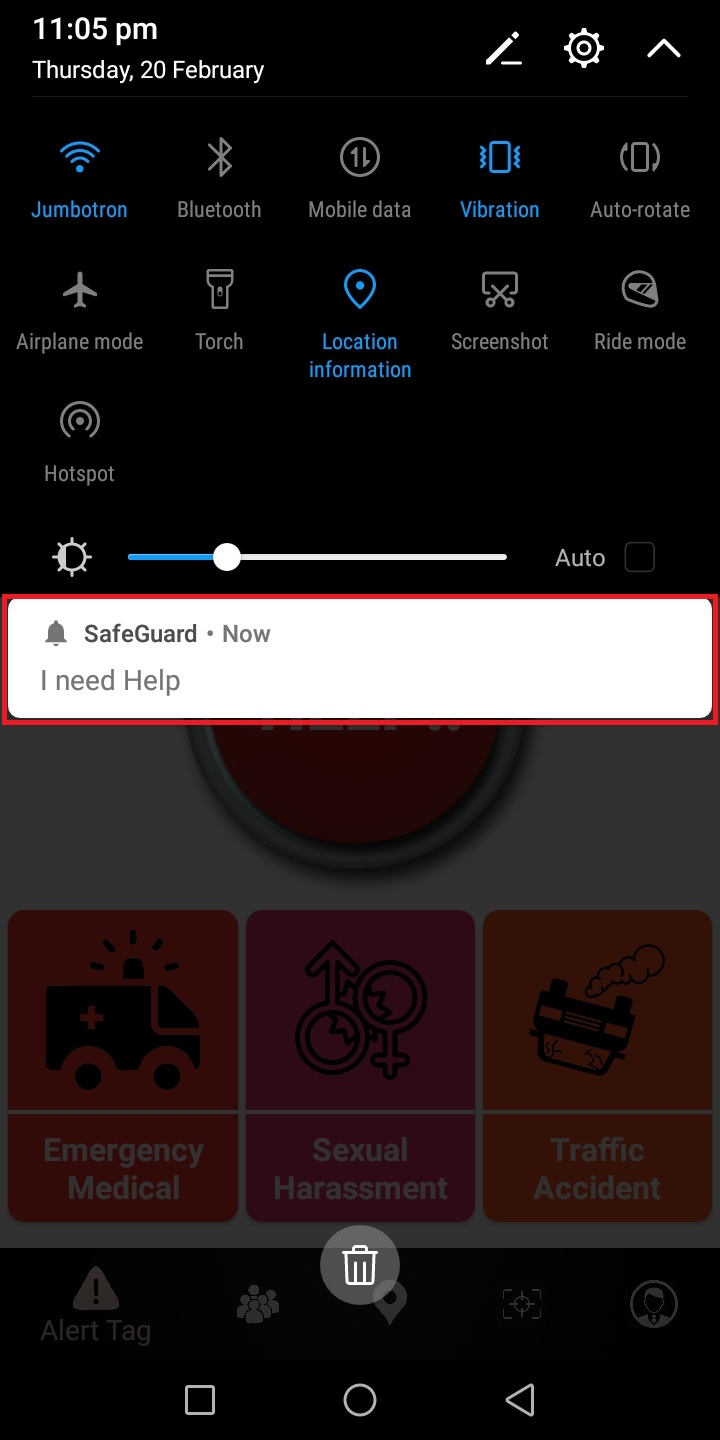 11:05 pm
Thursday, 20 February
Jumbotron
Bluetooth
Mobile data
Vibration
Auto-rotate
Airplane mode
Torch
Location
information
Screenshot
Ride mode
Hotspot
Auto
SafeGuard • Now
I need Help
Emergency
Medical
Sexual
Harassment
Traffic
Accident
Alert Tag